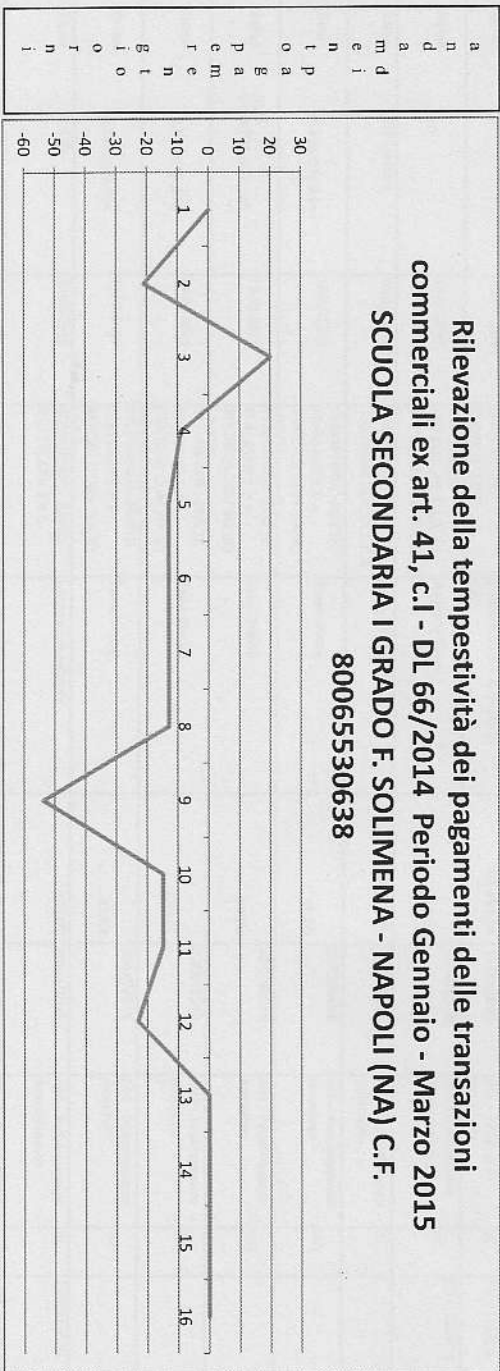 Rilevazione della tempestività dei pagamenti delle transazioni
commerciali ex art. 41, c.I - DL 66/2014 Periodo Gennaio - Marzo 2015
SCUOLA SECONDARIA I GRADO F. SOLIMENA - NAPOLI (NA) C.F.
80065530638
30
20
10
0
-10
-20
-30
-40
-50
-60
1 2 3 4 5 6 7 8 9 10 11 12 13 14 15 16